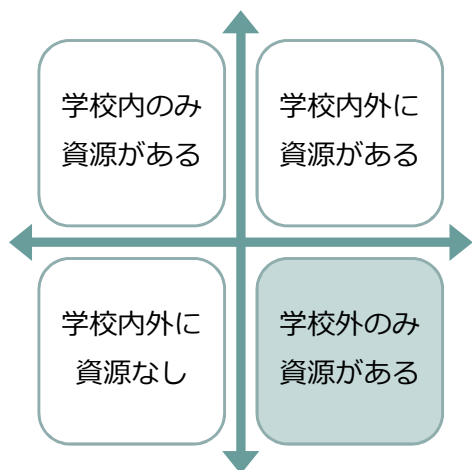 学校内のみ
資源がある
学校内外に
資源がある
学校内外に
資源なし
学校外のみ
資源がある